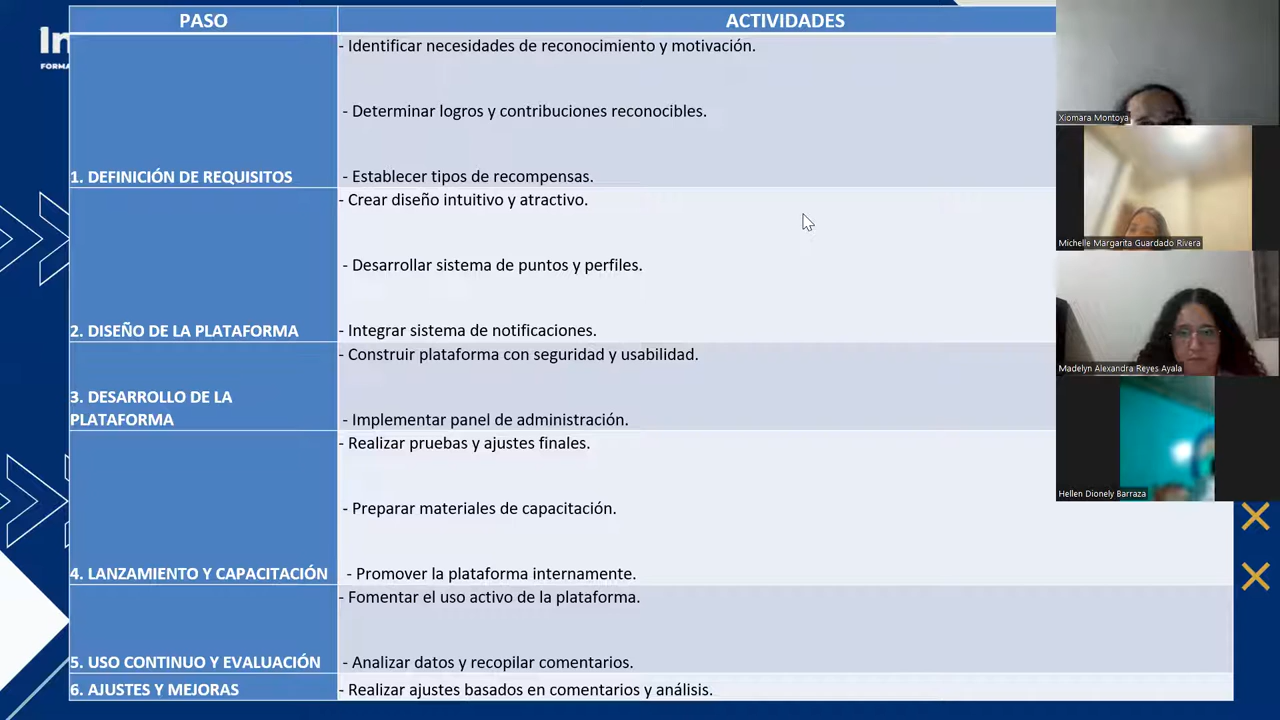 PASO
ACTIVIDADES
In
FORMA
- Identificar necesidades de reconocimiento y motivación.
- Determinar logros y contribuciones reconocibles.
1. DEFINICIÓN DE REQUISITOS
- Establecer tipos de recompensas.
- Crear diseño intuitivo y atractivo.
- Desarrollar sistema de puntos y perfiles.
2. DISEÑO DE LA PLATAFORMA
- Integrar sistema de notificaciones.
- Construir plataforma con seguridad y usabilidad.
3. DESARROLLO DE LA
PLATAFORMA
- Implementar panel de administración.
- Realizar pruebas y ajustes finales.
- Preparar materiales de capacitación.
4. LANZAMIENTO Y CAPACITACIÓN
- Promover la plataforma internamente.
- Fomentar el uso activo de la plataforma.
5. USO CONTINUO Y EVALUACIÓN
- Analizar datos y recopilar comentarios.
6. AJUSTES Y MEJORAS
- Realizar ajustes basados en comentarios y análisis.
Xiomara Montoya
Michelle Margarita Guardado Rivera
Madelyn Alexandra Reyes Ayala
Hellen Dionely Barraza